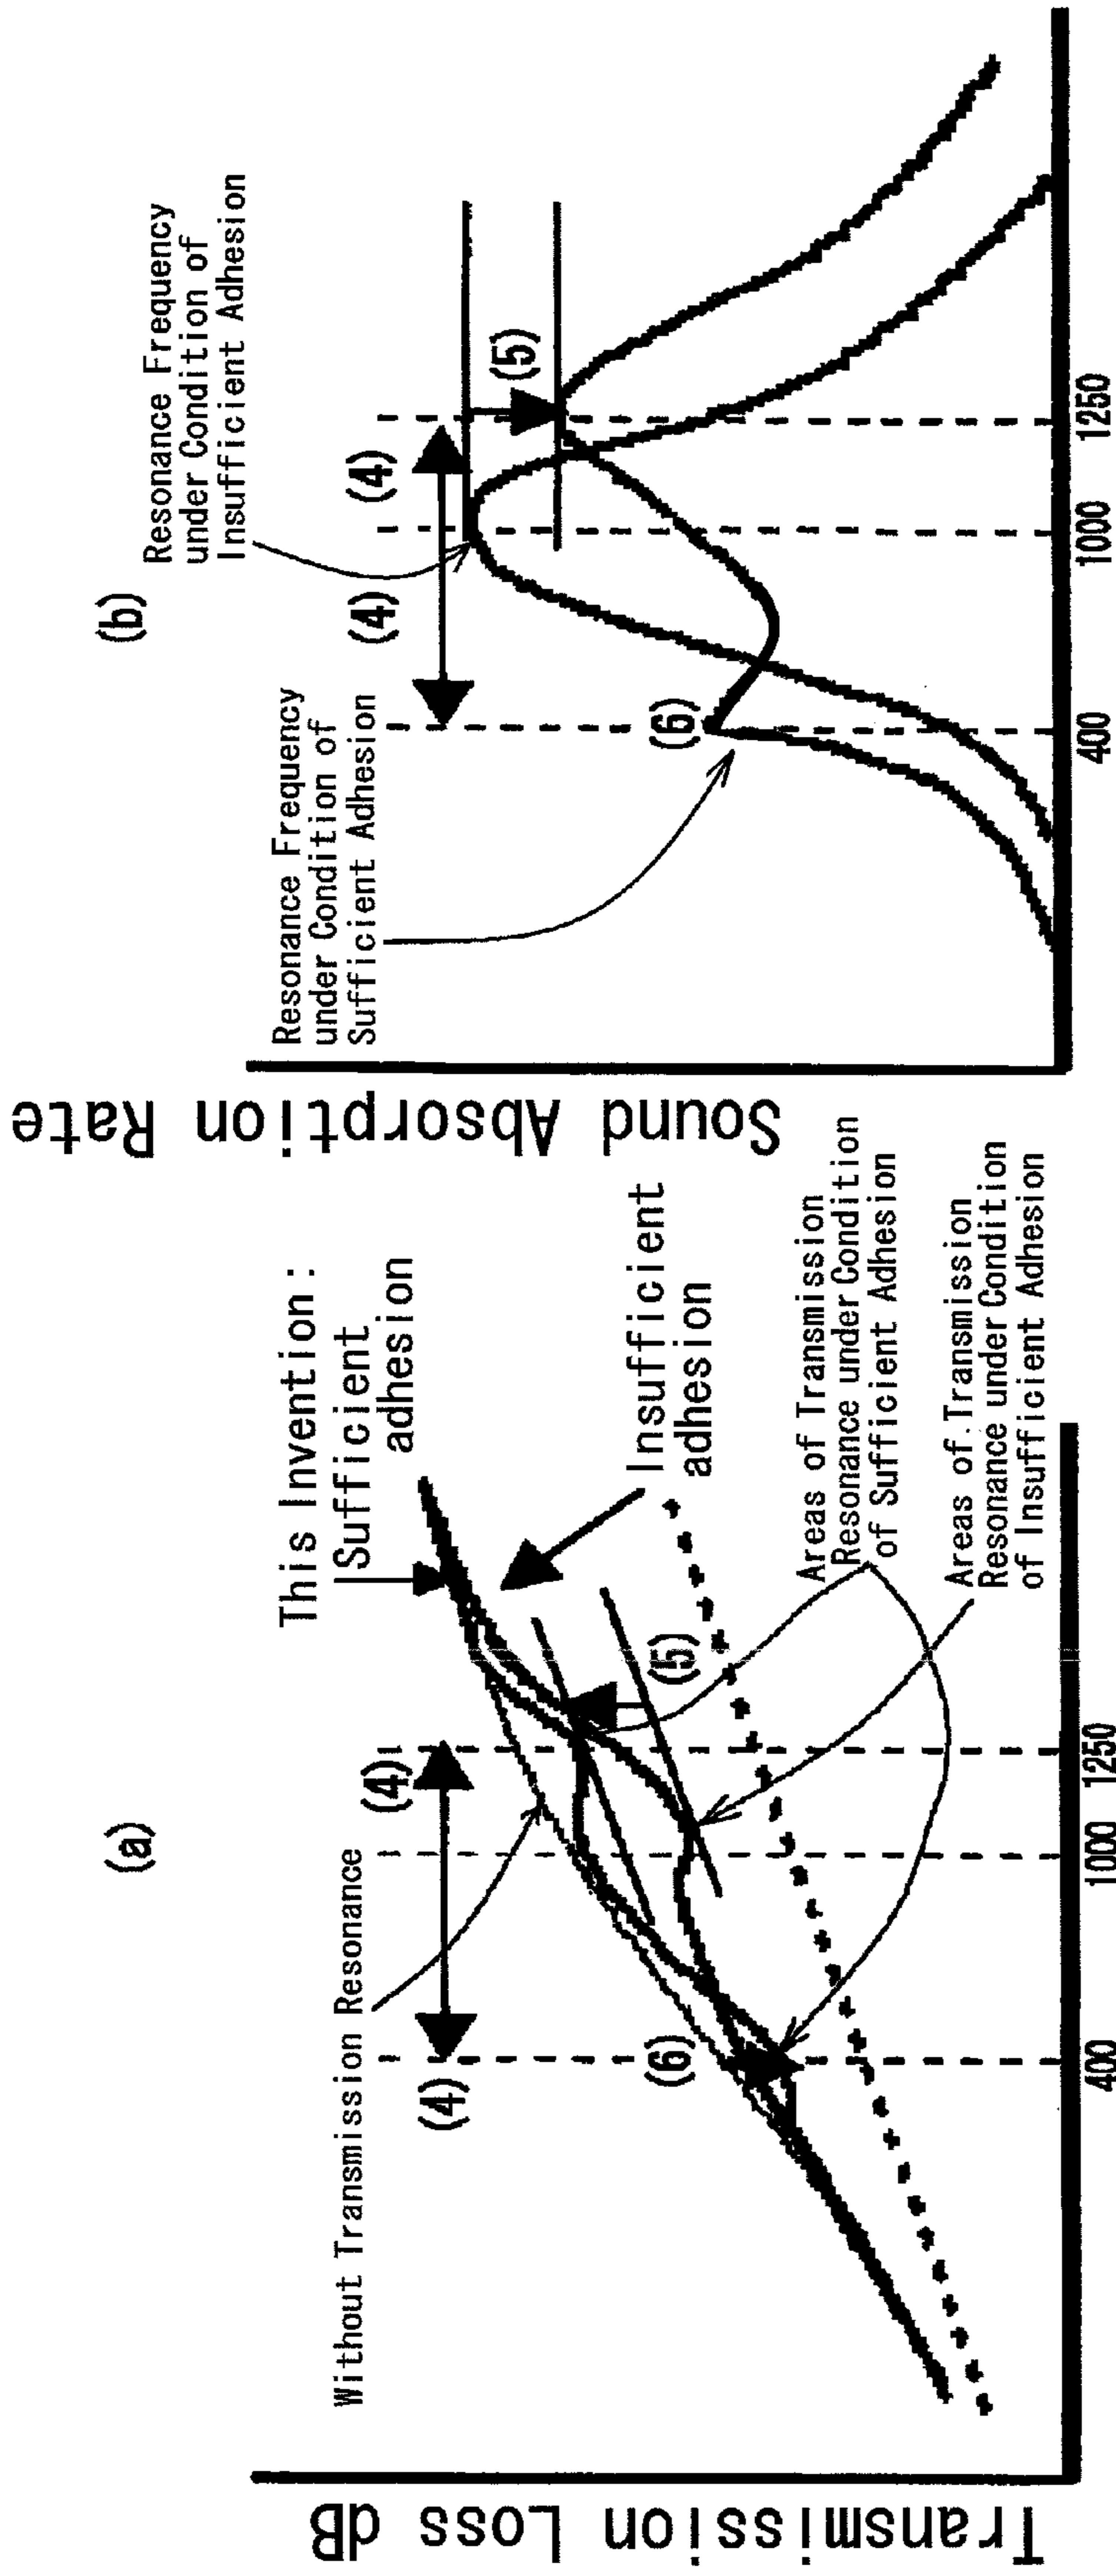 (a)
Transmission Loss dB
Without Transmission Resonance
(4)
(4)
(6)
(5)
This Invention:
Sufficient
adhesion
Insufficient
adhesion
Areas of Transmission
Resonance under Condition
of Sufficient Adhesion
Areas of Transmission
Resonance under Condition
of Insufficient Adhesion
400
1000
1250
(b)
Sound Absorption Rate
Resonance Frequency
under Condition of
Sufficient Adhesion
Resonance Frequency
under Condition of
Insufficient Adhesion
(4)
(4)
(5)
(6)
400
1000
1250